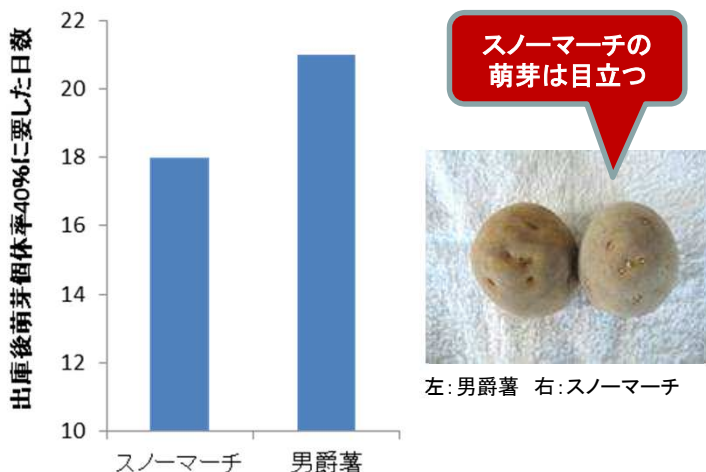 出庫後萌芽個体率40%に要した日数
22
20
18
16
14
12
10
スノーマーチ
男爵薯
スノーマーチの
萌芽は目立つ
左：男爵薯　右：スノーマーチ